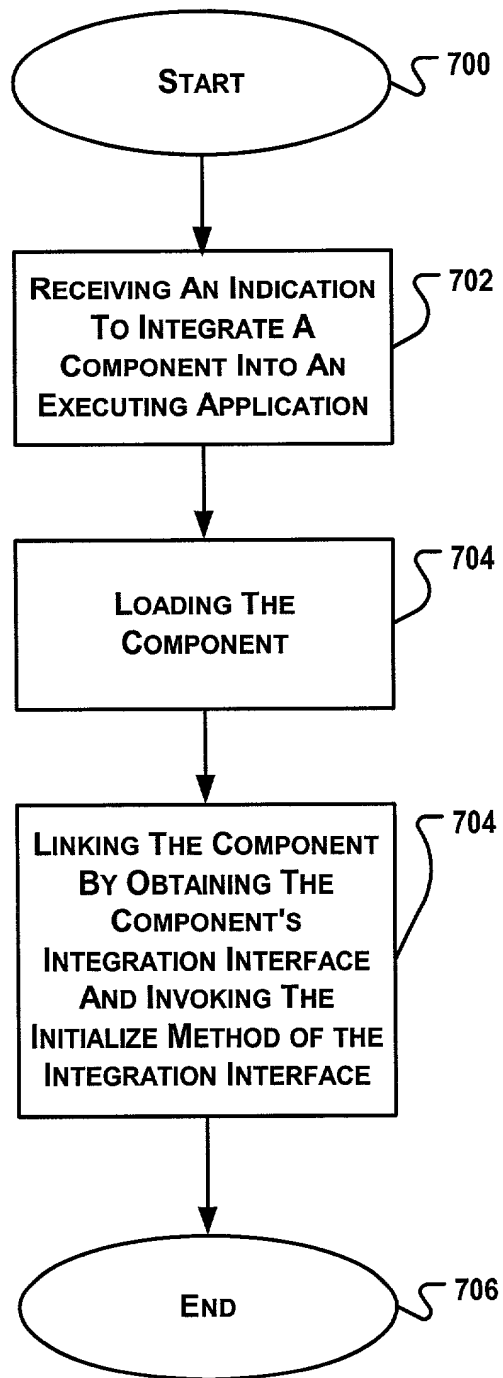 START
700
RECEIVING AN INDICATION
TO INTEGRATE A
COMPONENT INTO AN
EXECUTING APPLICATION
702
LOADING THE
COMPONENT
704
LINKING THE COMPONENT
BY OBTAINING THE
COMPONENT'S
INTEGRATION INTERFACE
AND INVOKING THE
INITIALIZE METHOD OF THE
INTEGRATION INTERFACE
704
END
706